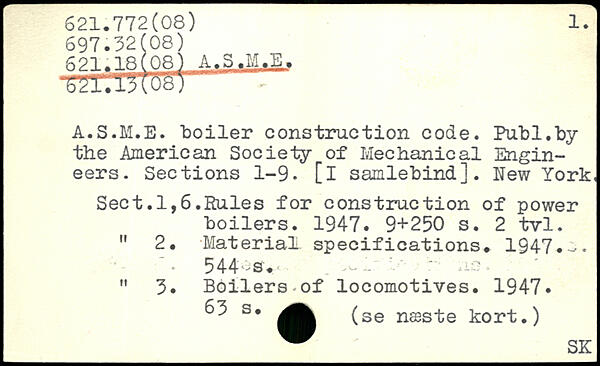 621.772(08) 1.
697.32(08)
621.18(08) A.S.M.E.
621.13(08)
A.S.M.E. boiler construction code. Publ.by
the American Society of Mechanical Engin-
eers. Sections 1-9. [I samlebind]. New York.
Sect.1,6.Rules for construction of power
boilers. 1947. 9+250 s. 2 tvl.
" 2. Material specifications. 1947.
544 s.
" 3. Boilers of locomotives. 1947.
63 s. (se næste kort.)
SK